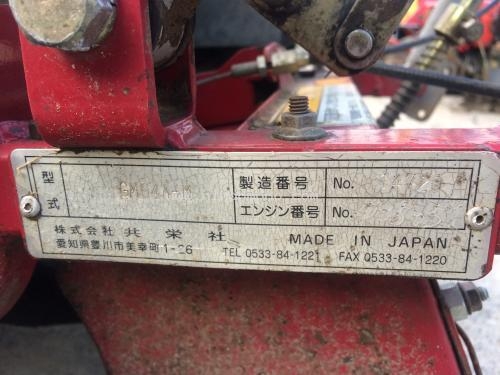 型式 製造番号 No.
エンジン番号 No.
株式会社 共栄社 MADE IN JAPAN
愛知県豊川市美幸町1-26 TEL 0533-84-1221 FAX 0533-84-1220